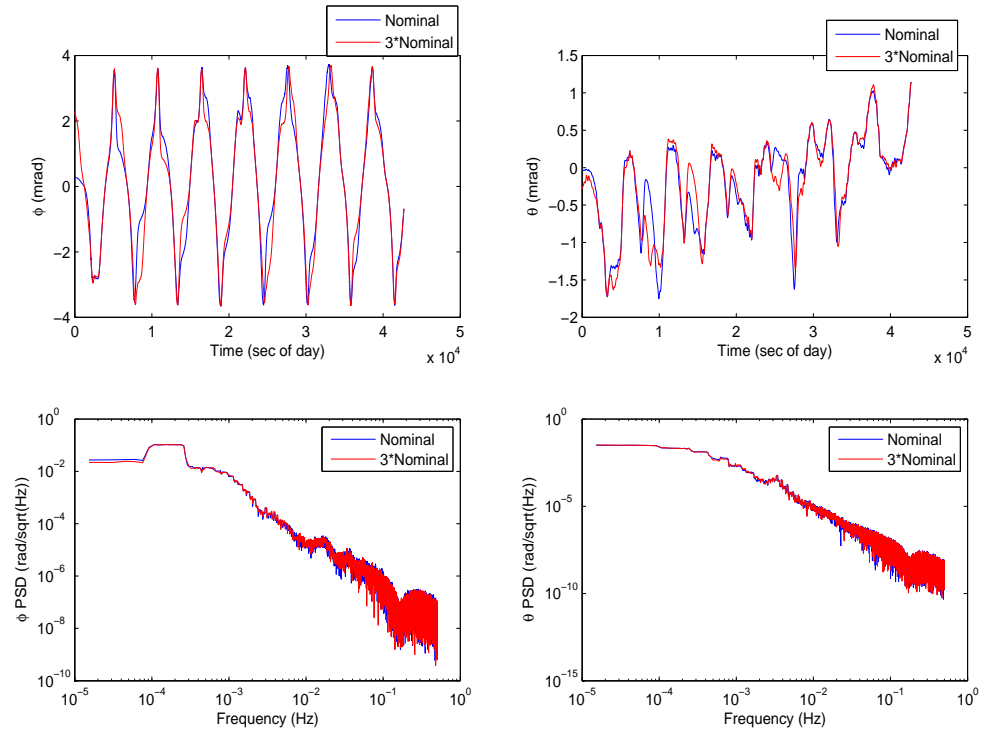 Nominal
3*Nominal
4
2
0
−2
−4
ϕ (mrad)
0
1
2
3
4
5
Time (sec of day)
x 10^4
Nominal
3*Nominal
1.5
1
0.5
0
−0.5
−1
−1.5
−2
θ (mrad)
0
1
2
3
4
5
Time (sec of day)
x 10^4
Nominal
3*Nominal
10^0
10^−2
10^−4
10^−6
10^−8
10^−10
ϕ PSD (rad/sqrt(Hz))
10^−5
10^−4
10^−3
10^−2
10^−1
10^0
Frequency (Hz)
Nominal
3*Nominal
10^0
10^−5
10^−10
10^−15
θ PSD (rad/sqrt(Hz))
10^−5
10^−4
10^−3
10^−2
10^−1
10^0
Frequency (Hz)